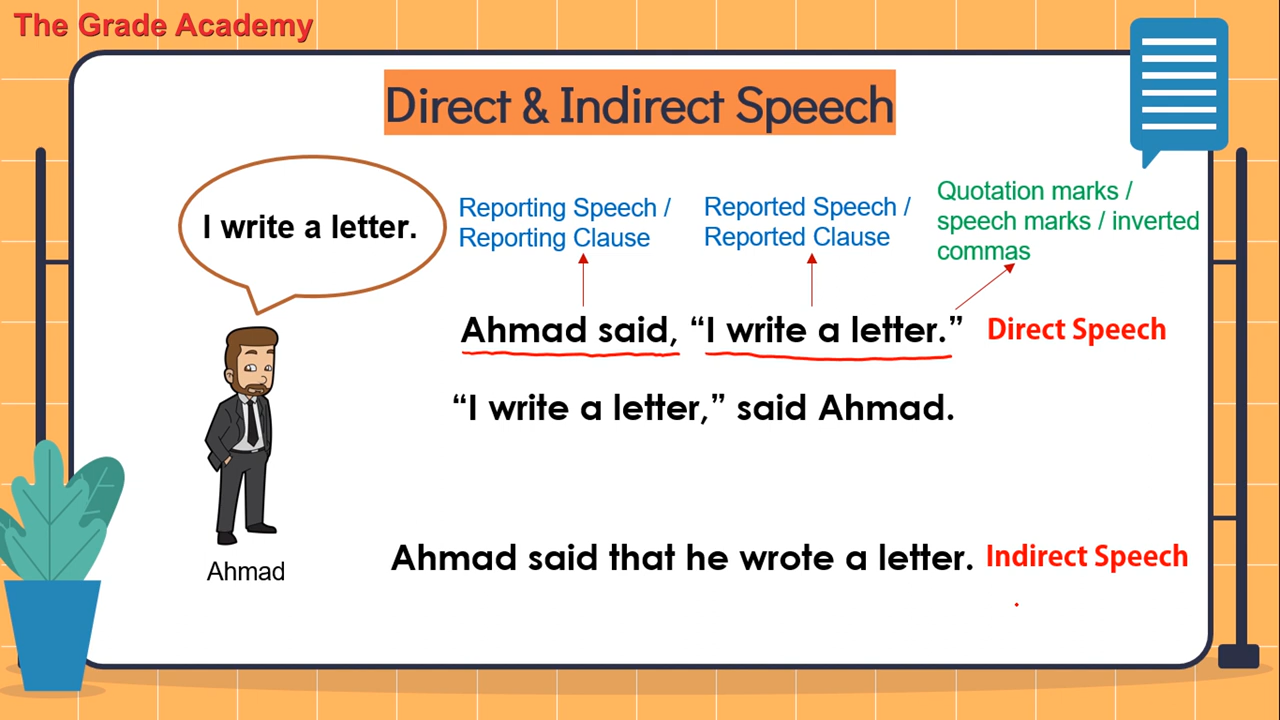 The Grade Academy
Direct & Indirect Speech
I write a letter.
Reporting Speech /
Reporting Clause
Reported Speech /
Reported Clause
Quotation marks /
speech marks / inverted
commas
Ahmad said, “I write a letter.” Direct Speech
“I write a letter,” said Ahmad.
Ahmad said that he wrote a letter. Indirect Speech
Ahmad